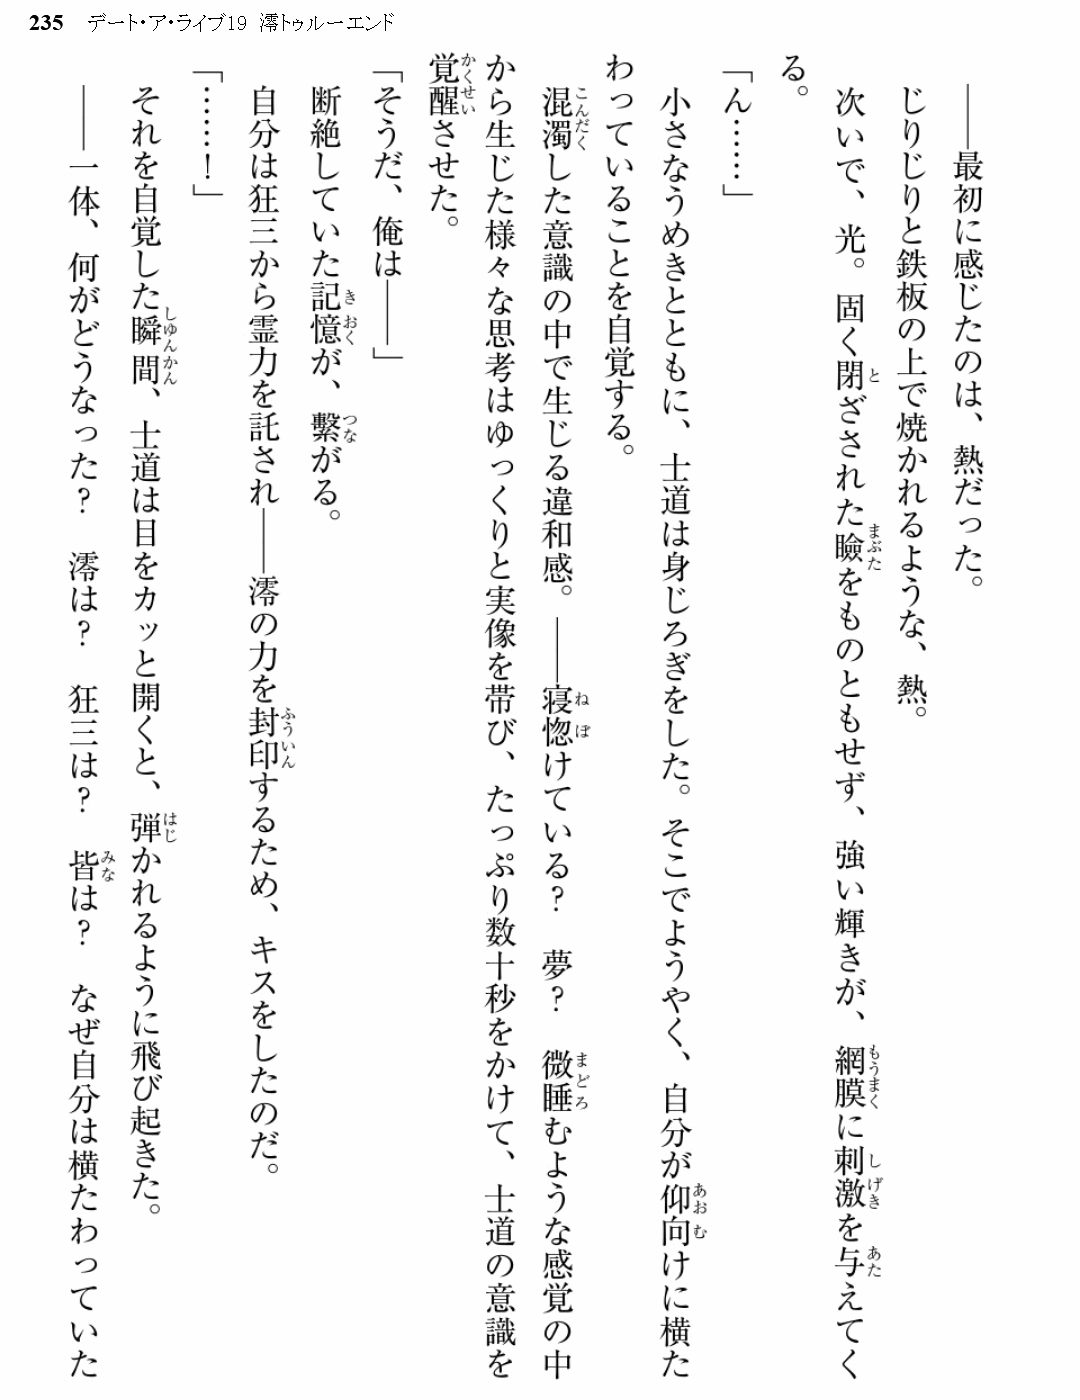 235 デート・ア・ライブ19 澪トゥルーエンド
――最初に感じたのは、熱だった。
じりじりと鉄板の上で焼かれるような、熱。
次いで、光。固く閉ざされた瞼をものともせず、強い輝きが、網膜に刺激を与えてく
る。
「ん……」
小さなうめきとともに、士道は身じろぎをした。そこでようやく、自分が仰向けに横た
わっていることを自覚する。
混濁した意識の中で生じる違和感。――寝惚けている？　夢？　微睡むような感覚の中
から生じた様々な思考はゆっくりと実像を帯び、たっぷり数十秒をかけて、士道の意識を
覚醒させた。
「そうだ、俺は――」
断絶していた記憶が、繋がる。
自分は狂三から霊力を託され――澪の力を封印するため、キスをしたのだ。
「……！」
それを自覚した瞬間、士道は目をカッと開くと、弾かれるように飛び起きた。
――一体、何がどうなった？　澪は？　狂三は？　皆は？　なぜ自分は横たわっていた